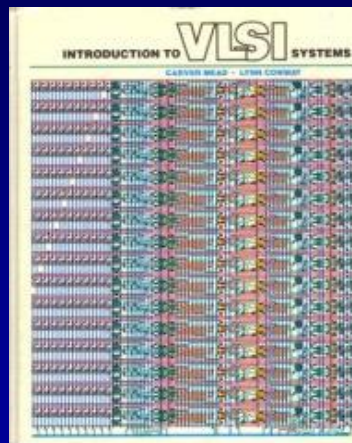 INTRODUCTION TO VLSI SYSTEMS
CARVER MEAD • LYNN CONWAY